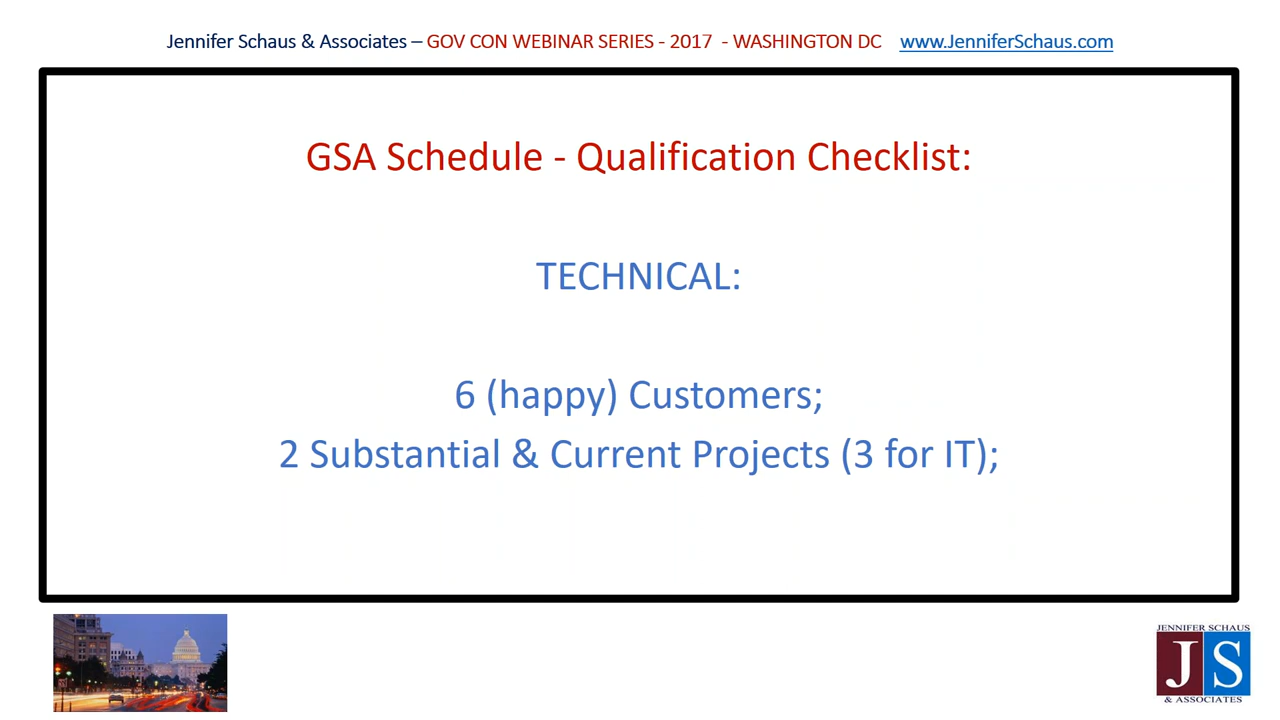 Jennifer Schaus & Associates – GOV CON WEBINAR SERIES - 2017 - WASHINGTON DC www.JenniferSchaus.com
GSA Schedule - Qualification Checklist:
TECHNICAL:
6 (happy) Customers;
2 Substantial & Current Projects (3 for IT);
JENNIFER SCHAUS
JS
& ASSOCIATES